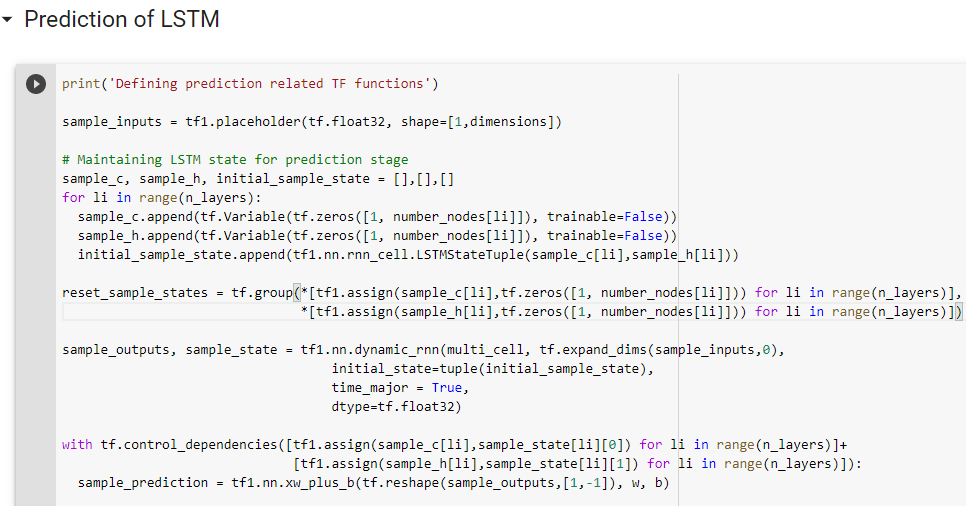 Prediction of LSTM
print('Defining prediction related TF functions')
sample_inputs = tf1.placeholder(tf.float32, shape=[1,dimensions])
# Maintaining LSTM state for prediction stage
sample_c, sample_h, initial_sample_state = [],[],[]
for li in range(n_layers):
  sample_c.append(tf.Variable(tf.zeros([1, number_nodes[li]]), trainable=False))
  sample_h.append(tf.Variable(tf.zeros([1, number_nodes[li]]), trainable=False))
  initial_sample_state.append(tf1.nn.rnn_cell.LSTMStateTuple(sample_c[li],sample_h[li]))
reset_sample_states = tf.group(*[tf1.assign(sample_c[li],tf.zeros([1, number_nodes[li]])) for li in range(n_layers)],
                               *[tf1.assign(sample_h[li],tf.zeros([1, number_nodes[li]])) for li in range(n_layers)])
sample_outputs, sample_state = tf1.nn.dynamic_rnn(multi_cell, tf.expand_dims(sample_inputs,0),
                                   initial_state=tuple(initial_sample_state),
                                   time_major = True,
                                   dtype=tf.float32)
with tf.control_dependencies([tf1.assign(sample_c[li],sample_state[li][0]) for li in range(n_layers)]+
                              [tf1.assign(sample_h[li],sample_state[li][1]) for li in range(n_layers)]):
  sample_prediction = tf1.nn.xw_plus_b(tf.reshape(sample_outputs,[1,-1]), w, b)